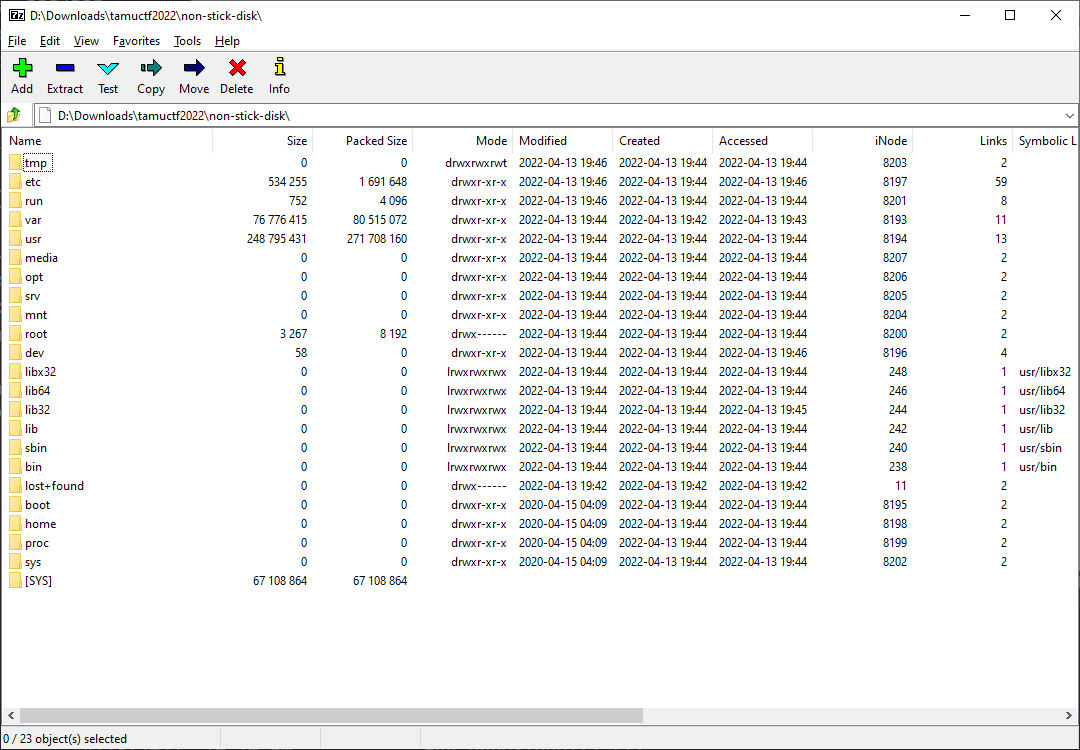 D:\Downloads\tamuctf2022\non-stick-disk\
File Edit View Favorites Tools Help
Add Extract Test Copy Move Delete Info
D:\Downloads\tamuctf2022\non-stick-disk\
Name Size Packed Size Mode Modified Created Accessed iNode Links Symbolic L
tmp 0 0 drwxrwxrwt 2022-04-13 19:46 2022-04-13 19:44 2022-04-13 19:44 8203 2
etc 534 255 1 691 648 drwxr-xr-x 2022-04-13 19:46 2022-04-13 19:44 2022-04-13 19:46 8197 59
run 752 4 096 drwxr-xr-x 2022-04-13 19:46 2022-04-13 19:44 2022-04-13 19:44 8201 8
var 76 776 415 80 515 072 drwxr-xr-x 2022-04-13 19:44 2022-04-13 19:42 2022-04-13 19:43 8193 11
usr 248 795 431 271 708 160 drwxr-xr-x 2022-04-13 19:44 2022-04-13 19:44 2022-04-13 19:44 8194 13
media 0 0 drwxr-xr-x 2022-04-13 19:44 2022-04-13 19:44 2022-04-13 19:44 8207 2
opt 0 0 drwxr-xr-x 2022-04-13 19:44 2022-04-13 19:44 2022-04-13 19:44 8206 2
srv 0 0 drwxr-xr-x 2022-04-13 19:44 2022-04-13 19:44 2022-04-13 19:44 8205 2
mnt 0 0 drwxr-xr-x 2022-04-13 19:44 2022-04-13 19:44 2022-04-13 19:44 8204 2
root 3 267 8 192 drwx------ 2022-04-13 19:44 2022-04-13 19:44 2022-04-13 19:44 8200 2
dev 58 0 drwxr-xr-x 2022-04-13 19:44 2022-04-13 19:44 2022-04-13 19:46 8196 4
libx32 0 0 lrwxrwxrwx 2022-04-13 19:44 2022-04-13 19:44 2022-04-13 19:44 248 1 usr/libx32
lib64 0 0 lrwxrwxrwx 2022-04-13 19:44 2022-04-13 19:44 2022-04-13 19:44 246 1 usr/lib64
lib32 0 0 lrwxrwxrwx 2022-04-13 19:44 2022-04-13 19:44 2022-04-13 19:45 244 1 usr/lib32
lib 0 0 lrwxrwxrwx 2022-04-13 19:44 2022-04-13 19:44 2022-04-13 19:44 242 1 usr/lib
sbin 0 0 lrwxrwxrwx 2022-04-13 19:44 2022-04-13 19:44 2022-04-13 19:44 240 1 usr/sbin
bin 0 0 lrwxrwxrwx 2022-04-13 19:44 2022-04-13 19:44 2022-04-13 19:44 238 1 usr/bin
lost+found 0 0 drwx------ 2022-04-13 19:42 2022-04-13 19:42 2022-04-13 19:42 11 2
boot 0 0 drwxr-xr-x 2020-04-15 04:09 2022-04-13 19:44 2022-04-13 19:44 8195 2
home 0 0 drwxr-xr-x 2020-04-15 04:09 2022-04-13 19:44 2022-04-13 19:44 8198 2
proc 0 0 drwxr-xr-x 2020-04-15 04:09 2022-04-13 19:44 2022-04-13 19:44 8199 2
sys 0 0 drwxr-xr-x 2020-04-15 04:09 2022-04-13 19:44 2022-04-13 19:44 8202 2
[SYS] 67 108 864 67 108 864
0 / 23 object(s) selected